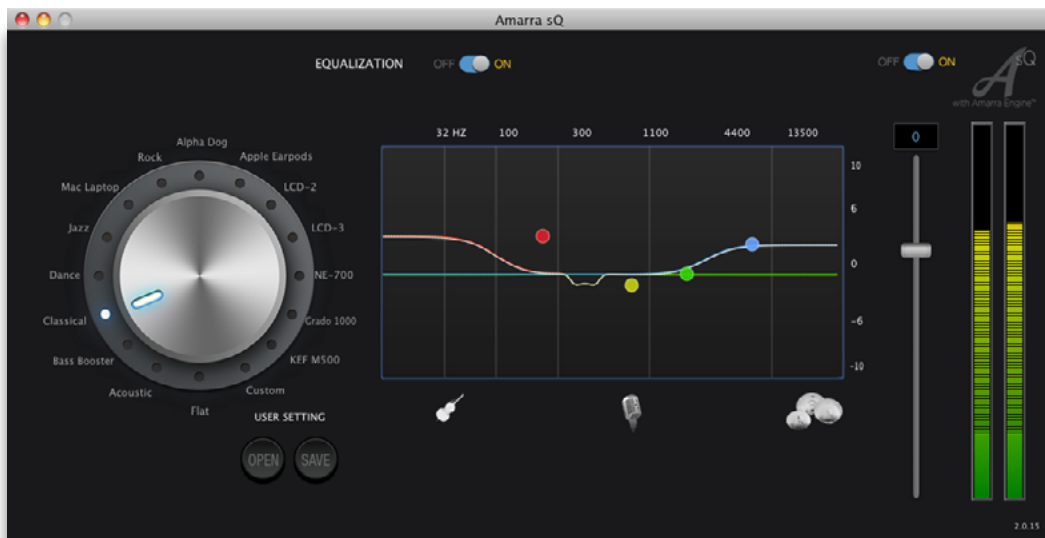 Amarra sQ
EQUALIZATION OFF ON
OFF ON
A sQ
with Amarra Engine™
32 HZ 100 300 1100 4400 13500
0
10
6
0
-6
-10
Alpha Dog
Rock
Apple Earpods
Mac Laptop
LCD-2
Jazz
LCD-3
Dance
NE-700
Classical
Grado 1000
Bass Booster
KEF M500
Acoustic
Custom
Flat
USER SETTING
OPEN SAVE
2.0.15